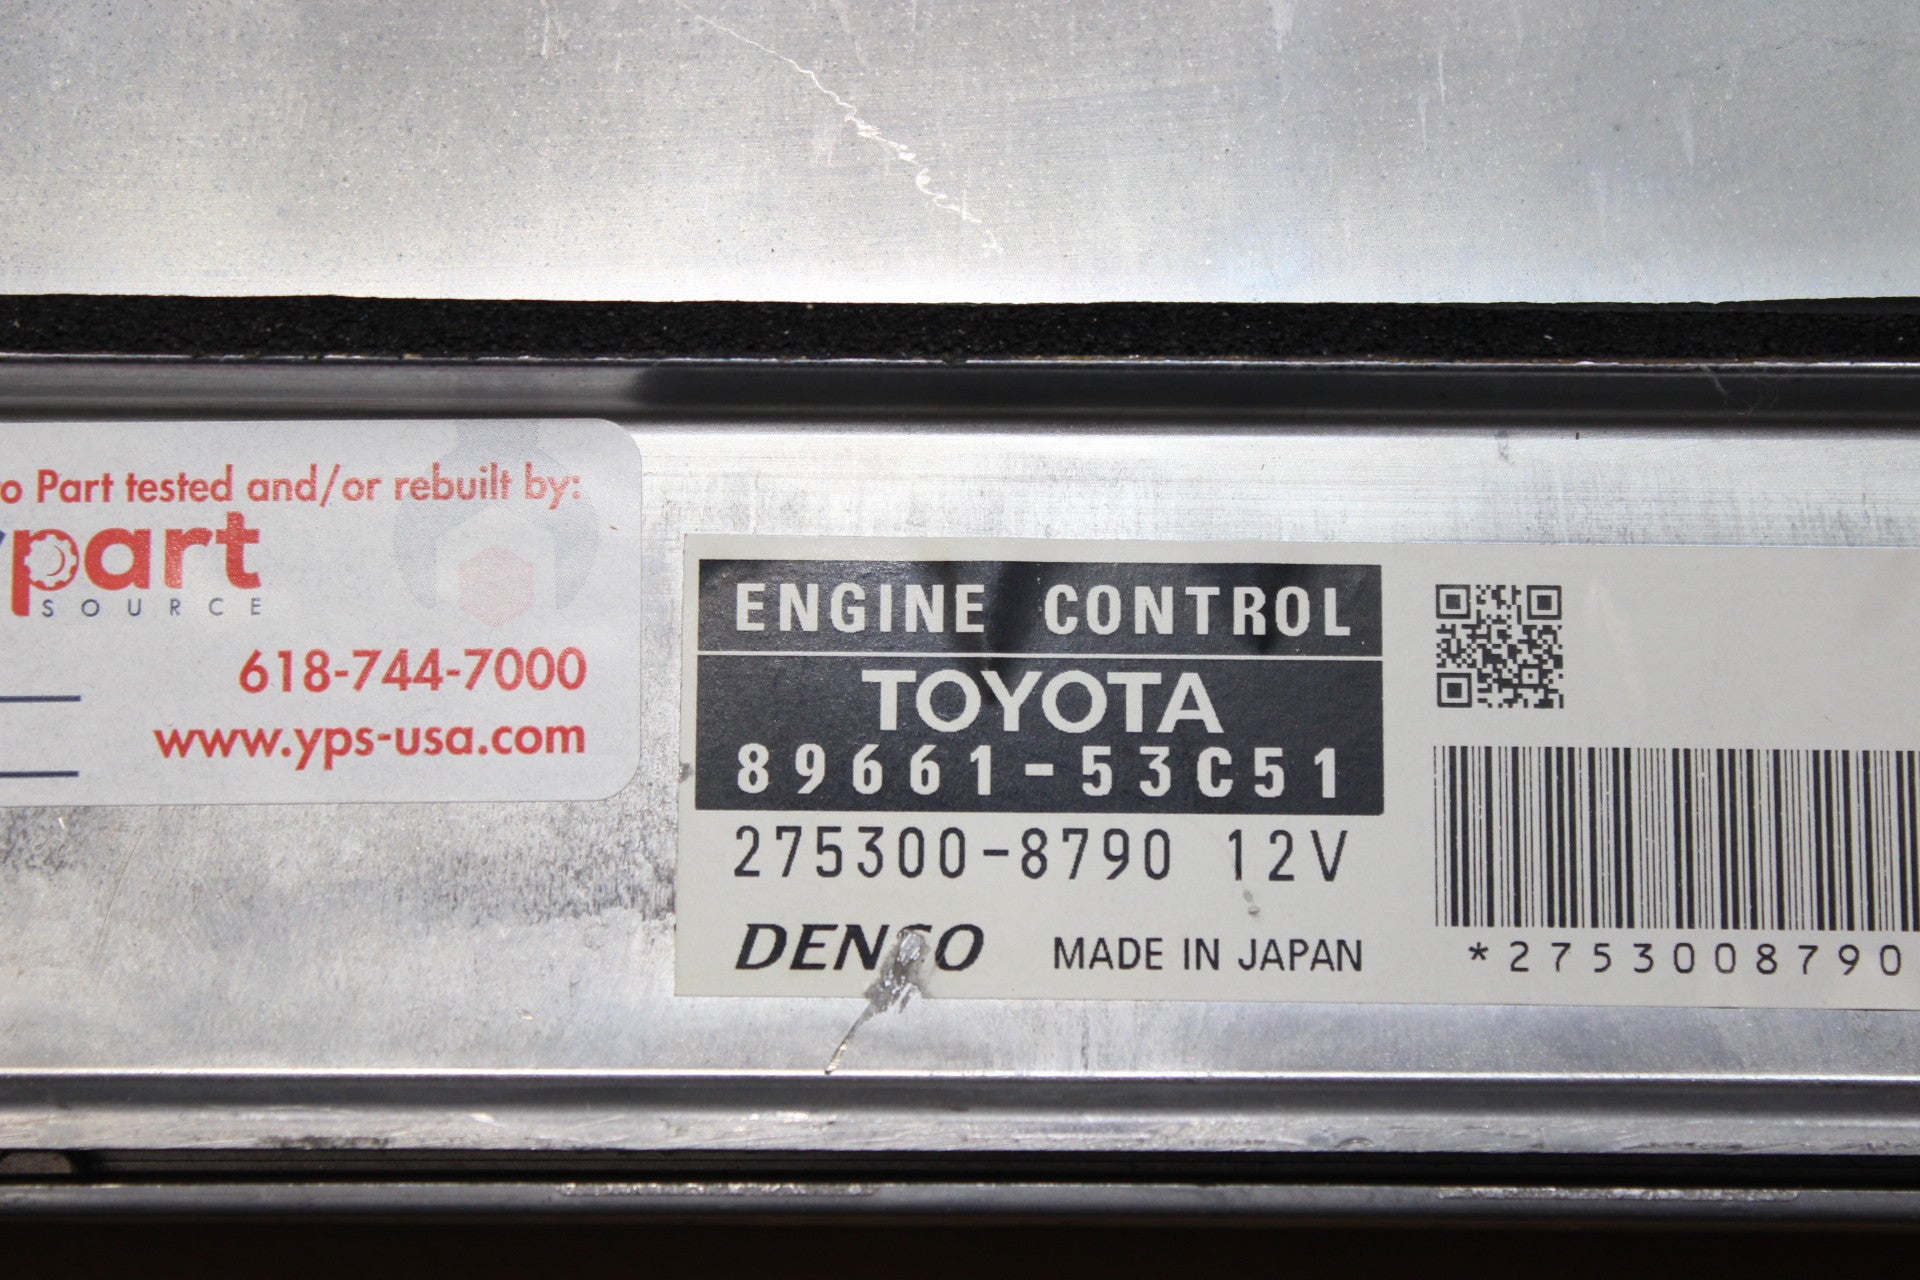 o Part tested and/or rebuilt by:
part
SOURCE
618-744-7000
www.yps-usa.com
ENGINE CONTROL
TOYOTA
89661-53C51
275300-8790 12V
DENSO MADE IN JAPAN
*2753008790